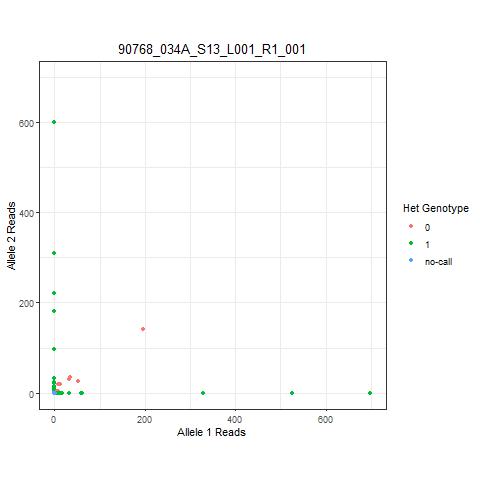 90768_034A_S13_L001_R1_001
Allele 2 Reads
600
400
200
0
0 200 400 600
Allele 1 Reads
Het Genotype
0
1
no-call